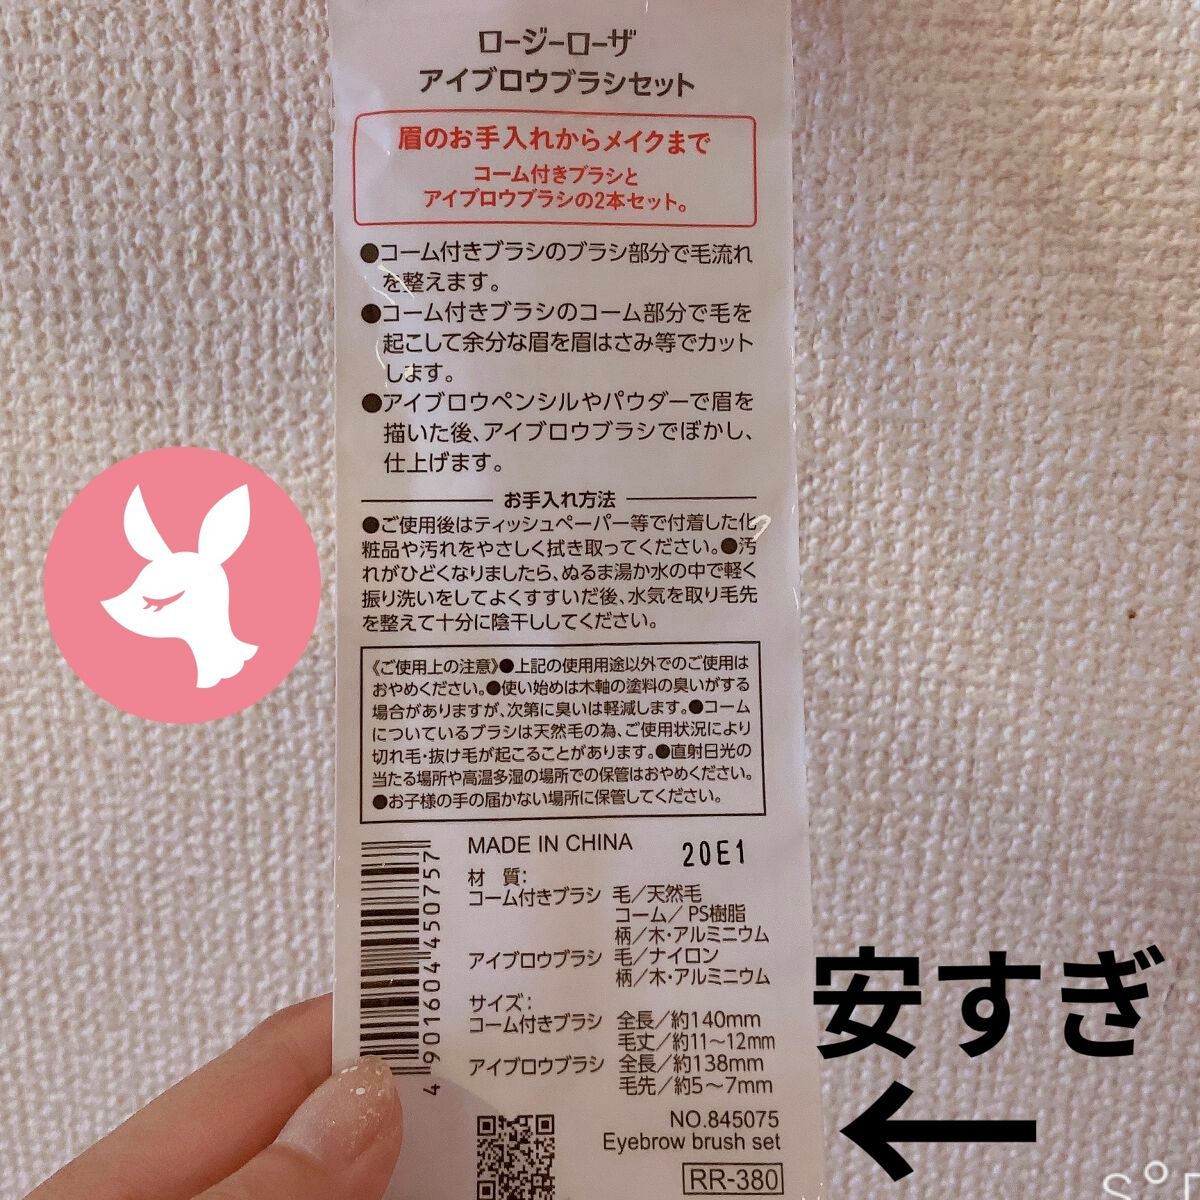 ロージーローザ
アイブロウブラシセット
眉のお手入れからメイクまで
コーム付きブラシと
アイブロウブラシの2本セット。
●コーム付きブラシのブラシ部分で毛流れ
を整えます。
●コーム付きブラシのコーム部分で毛を
起こして余分な眉を眉はさみ等でカット
します。
●アイブロウペンシルやパウダーで眉を
描いた後、アイブロウブラシでぼかし、
仕上げます。
お手入れ方法
●ご使用後はティッシュペーパー等で付着した化
粧品や汚れをやさしく拭き取ってください。●汚
れがひどくなりましたら、ぬるま湯か水の中で軽く
振り洗いをしてよくすすいだ後、水気を取り毛先
を整えて十分に陰干ししてください。
《ご使用上の注意》●上記の使用用途以外でのご使用は
おやめください。●使い始めは木軸の塗料の臭いがする
場合がありますが、次第に臭いは軽減します。●コーム
についているブラシは天然毛の為、ご使用状況により
切れ毛・抜け毛が起こることがあります。●直射日光の
当たる場所や高温多湿の場所での保管はおやめください。
●お子様の手の届かない場所に保管してください。
MADE IN CHINA 20E1
材 質:
コーム付きブラシ 毛/天然毛
コーム/PS樹脂
柄/木・アルミニウム
アイブロウブラシ 毛/ナイロン
柄/木・アルミニウム
サイズ:
コーム付きブラシ 全長/約140mm
毛丈/約11～12mm
アイブロウブラシ 全長/約138mm
毛先/約5～7mm
4 901604 450757
NO.845075
Eyebrow brush set
RR-380
安すぎ
←